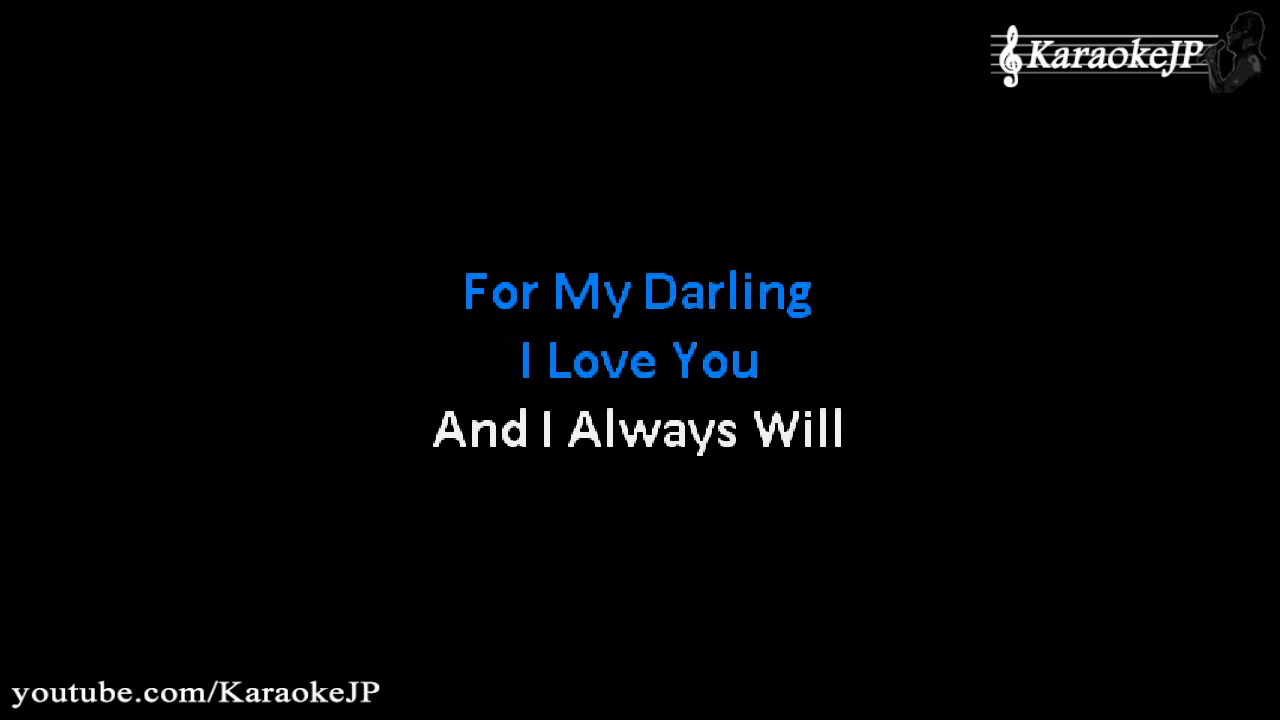 KaraokeJP
For My Darling
I Love You
And I Always Will
youtube.com/KaraokeJP